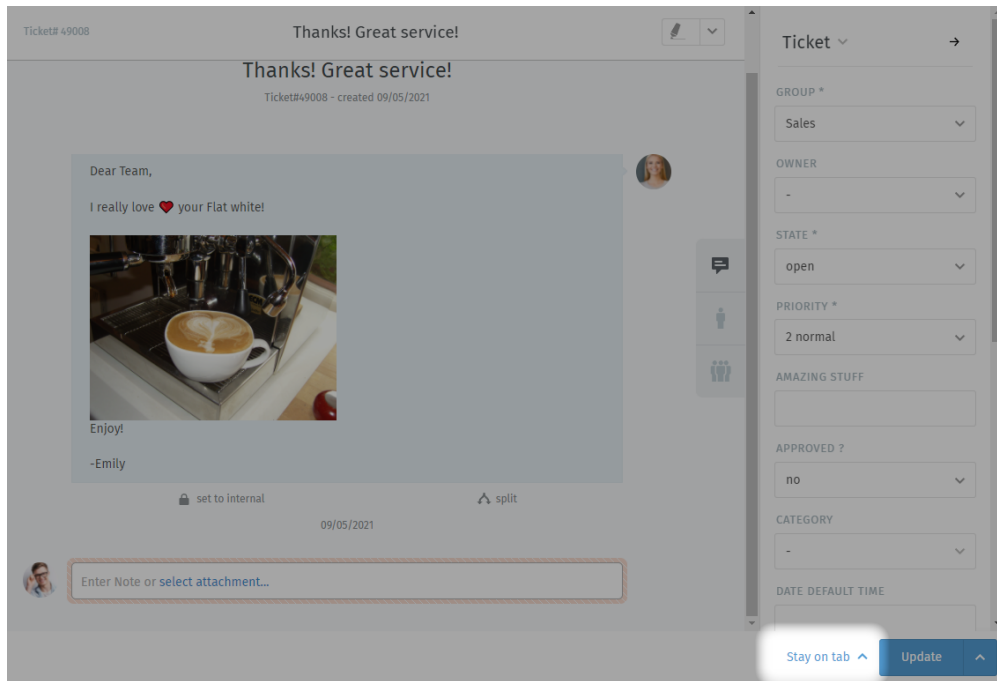 Ticket# 49008
Thanks! Great service!
Thanks! Great service!
Ticket#49008 - created 09/05/2021
Dear Team,
I really love ❤ your Flat white!
Enjoy!
-Emily
set to internal
split
09/05/2021
Enter Note or select attachment...
Ticket
GROUP *
Sales
OWNER
-
STATE *
open
PRIORITY *
2 normal
AMAZING STUFF
APPROVED ?
no
CATEGORY
-
DATE DEFAULT TIME
Stay on tab
Update